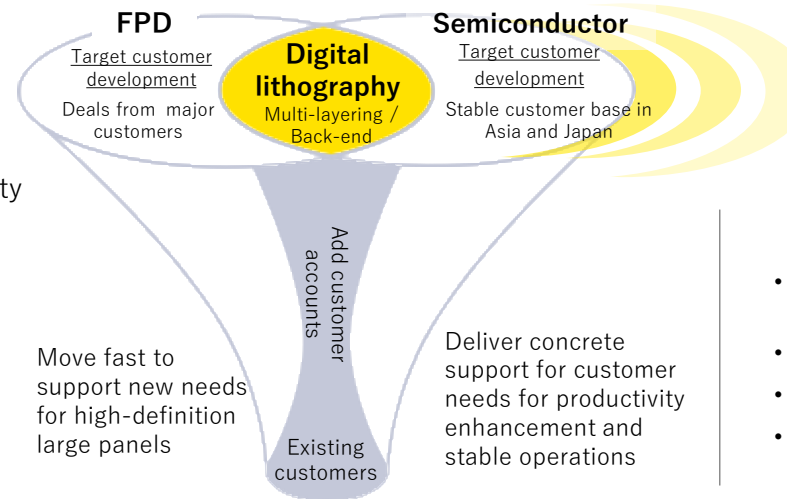 FPD
Target customer
development
Deals from major
customers
Digital
lithography
Multi-layering /
Back-end
Semiconductor
Target customer
development
Stable customer base in
Asia and Japan
ty
Add customer
accounts
Move fast to
support new needs
for high-definition
large panels
Deliver concrete
support for customer
needs for productivity
enhancement and
stable operations
Existing
customers
•
•
•
•